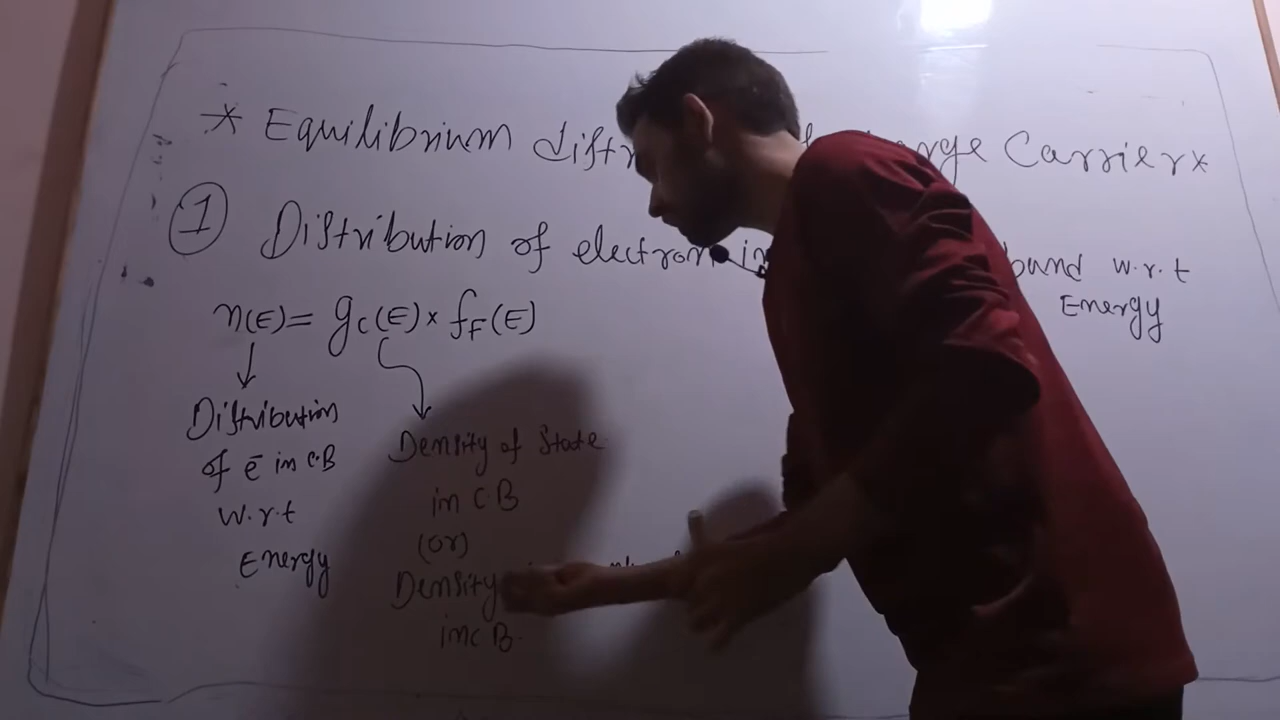 * Equilibrium Carrier*
1 Distribution of electron in band w.r.t
Energy
n(E) = gc(E) × fF(E)
Distribution
of e̅ in C.B
w.r.t
Energy
Density of State
in C.B
(or)
Density
in C B.